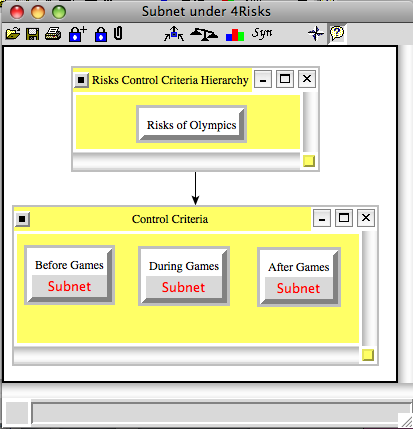 Subnet under 4Risks
Syn
Risks Control Criteria Hierarchy
Risks of Olympics
Control Criteria
Before Games
Subnet
During Games
Subnet
After Games
Subnet